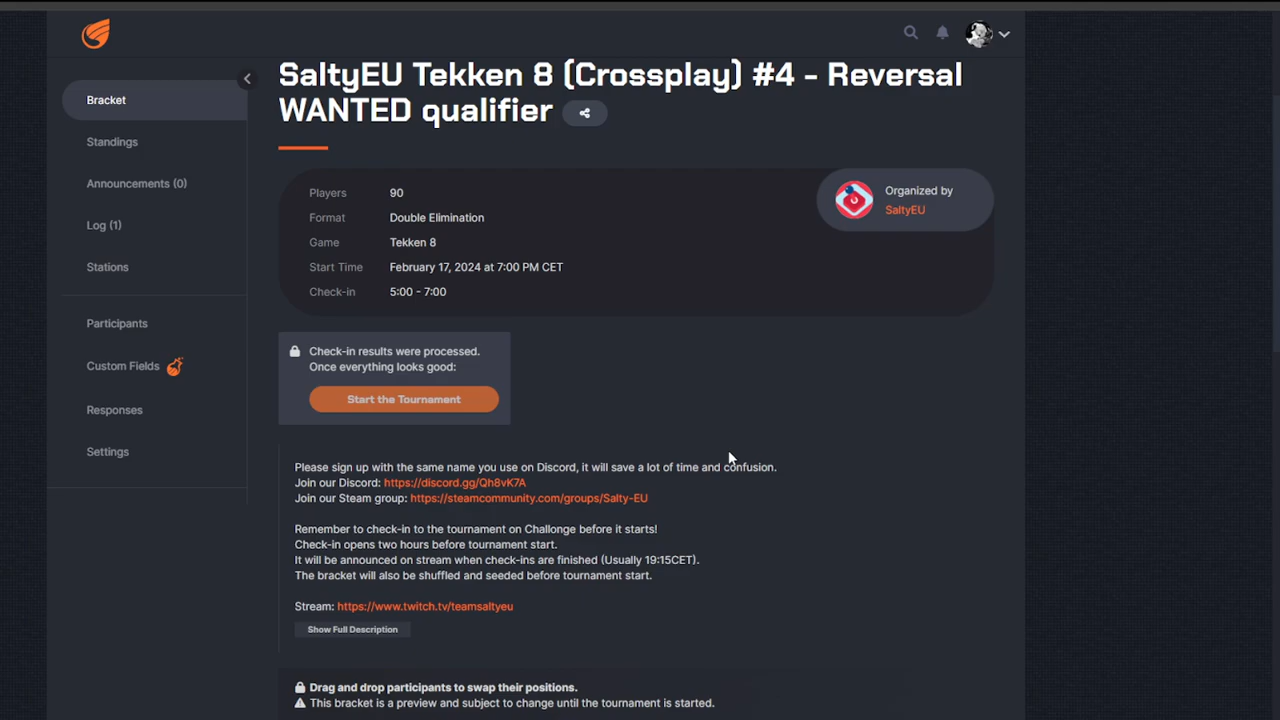 SaltyEU Tekken 8 (Crossplay) #4 - Reversal
WANTED qualifier
Bracket
Standings
Announcements (0)
Log (1)
Stations
Participants
Custom Fields
Responses
Settings
Players 90
Format Double Elimination
Game Tekken 8
Start Time February 17, 2024 at 7:00 PM CET
Check-in 5:00 - 7:00
Organized by
SaltyEU
Check-in results were processed.
Once everything looks good:
Start the Tournament
Please sign up with the same name you use on Discord, it will save a lot of time and confusion.
Join our Discord: https://discord.gg/Qh8vK7A
Join our Steam group: https://steamcommunity.com/groups/Salty-EU
Remember to check-in to the tournament on Challonge before it starts!
Check-in opens two hours before tournament start.
It will be announced on stream when check-ins are finished (Usually 19:15CET).
The bracket will also be shuffled and seeded before tournament start.
Stream: https://www.twitch.tv/teamsaltyeu
Show Full Description
Drag and drop participants to swap their positions.
This bracket is a preview and subject to change until the tournament is started.